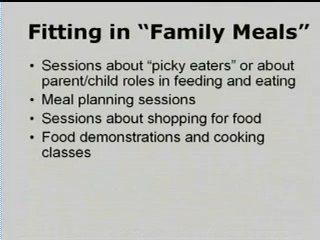 Fitting in “Family Meals”
• Sessions about “picky eaters” or about
parent/child roles in feeding and eating
• Meal planning sessions
• Sessions about shopping for food
• Food demonstrations and cooking
classes